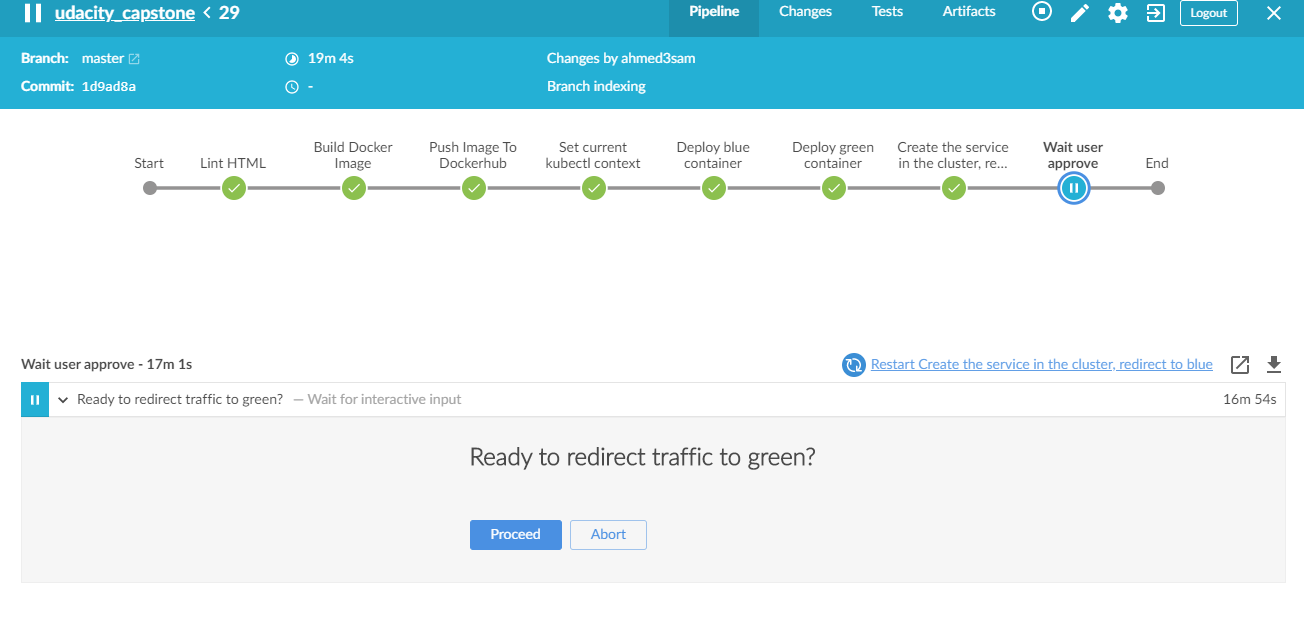 udacity_capstone < 29
Pipeline Changes Tests Artifacts Logout
Branch: master 19m 4s Changes by ahmed3sam
Commit: 1d9ad8a - Branch indexing
Start
Lint HTML
Build Docker
Image
Push Image To
Dockerhub
Set current
kubectl context
Deploy blue
container
Deploy green
container
Create the service
in the cluster, re...
Wait user
approve
End
Wait user approve - 17m 1s Restart Create the service in the cluster, redirect to blue
Ready to redirect traffic to green? — Wait for interactive input 16m 54s
Ready to redirect traffic to green?
Proceed Abort